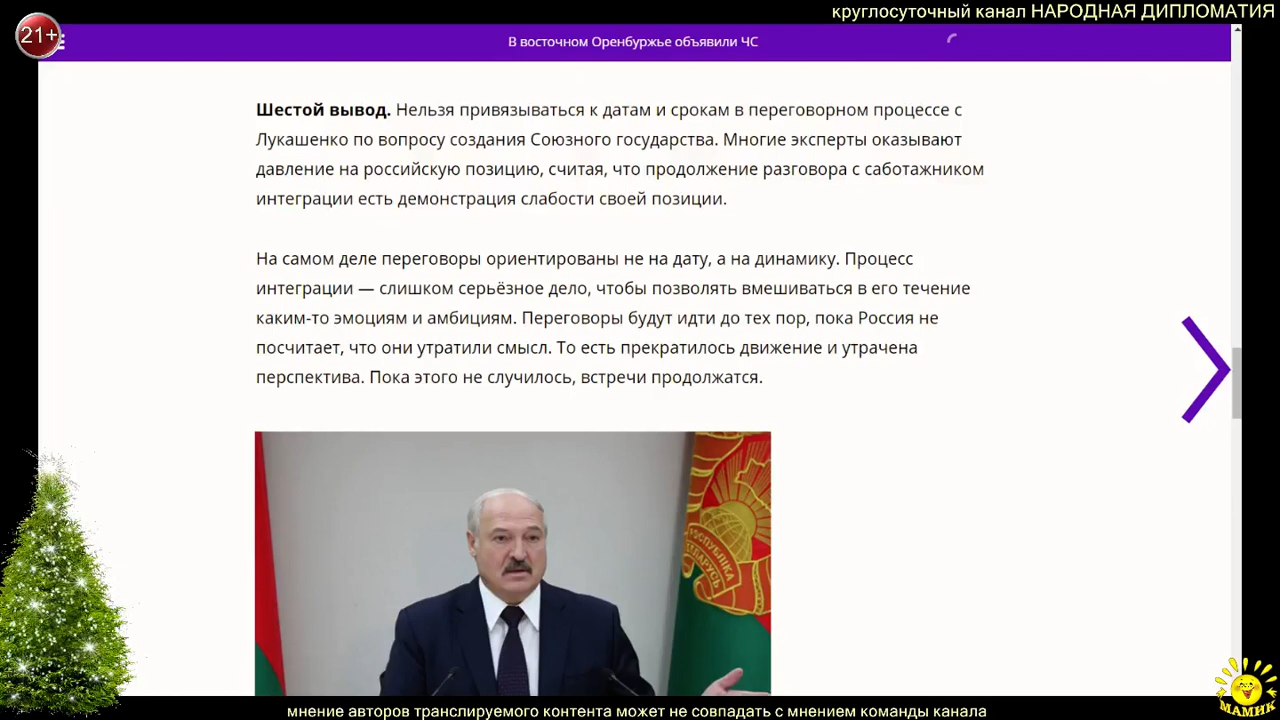 круглосуточный канал НАРОДНАЯ ДИПЛОМАТИЯ
21+
В восточном Оренбуржье объявили ЧС
Шестой вывод. Нельзя привязываться к датам и срокам в переговорном процессе с
Лукашенко по вопросу создания Союзного государства. Многие эксперты оказывают
давление на российскую позицию, считая, что продолжение разговора с саботажником
интеграции есть демонстрация слабости своей позиции.
На самом деле переговоры ориентированы не на дату, а на динамику. Процесс
интеграции — слишком серьёзное дело, чтобы позволять вмешиваться в его течение
каким-то эмоциям и амбициям. Переговоры будут идти до тех пор, пока Россия не
посчитает, что они утратили смысл. То есть прекратилось движение и утрачена
перспектива. Пока этого не случилось, встречи продолжатся.
РЭСПУБЛІКА БЕЛАРУСЬ
МАМИК
мнение авторов транслируемого контента может не совпадать с мнением команды канала